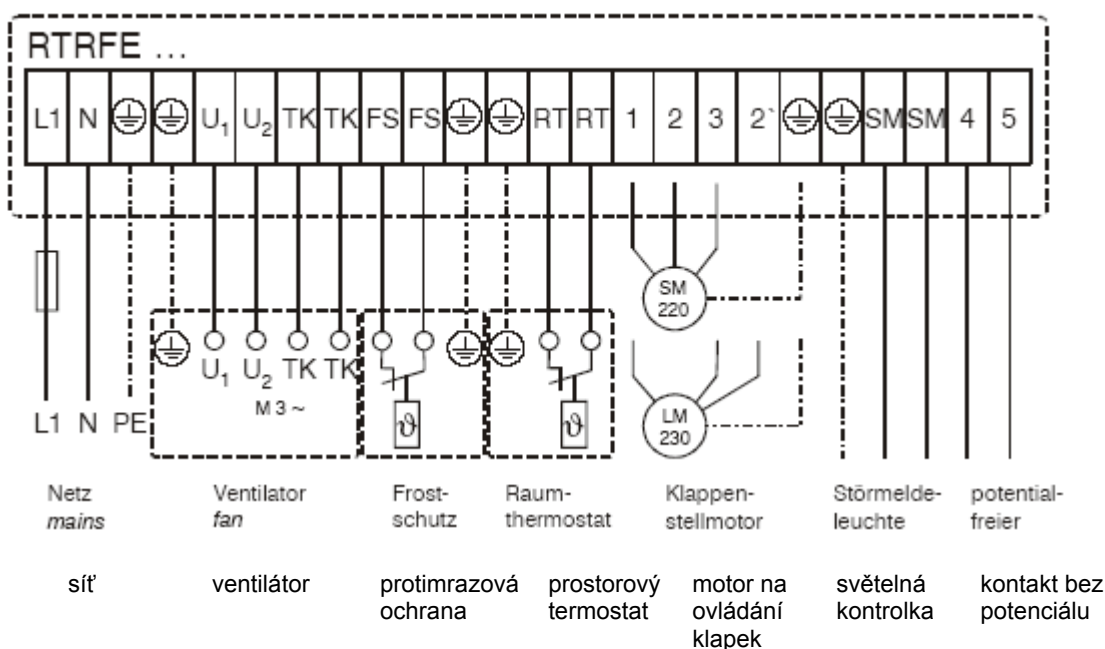 RTRFE ...
L1 N U1 U2 TK TK FS FS RT RT 1 2 3 2` SM SM 4 5
SM
220
U1 U2 TK TK
M 3 ~
ϑ ϑ
LM
230
L1 N PE
Netz Ventilator Frost- Raum- Klappen- Störmelde- potential-
mains fan schutz thermostat stellmotor leuchte freier
síť ventilátor protimrazová prostorový motor na světelná kontakt bez
ochrana termostat ovládání kontrolka potenciálu
klapek